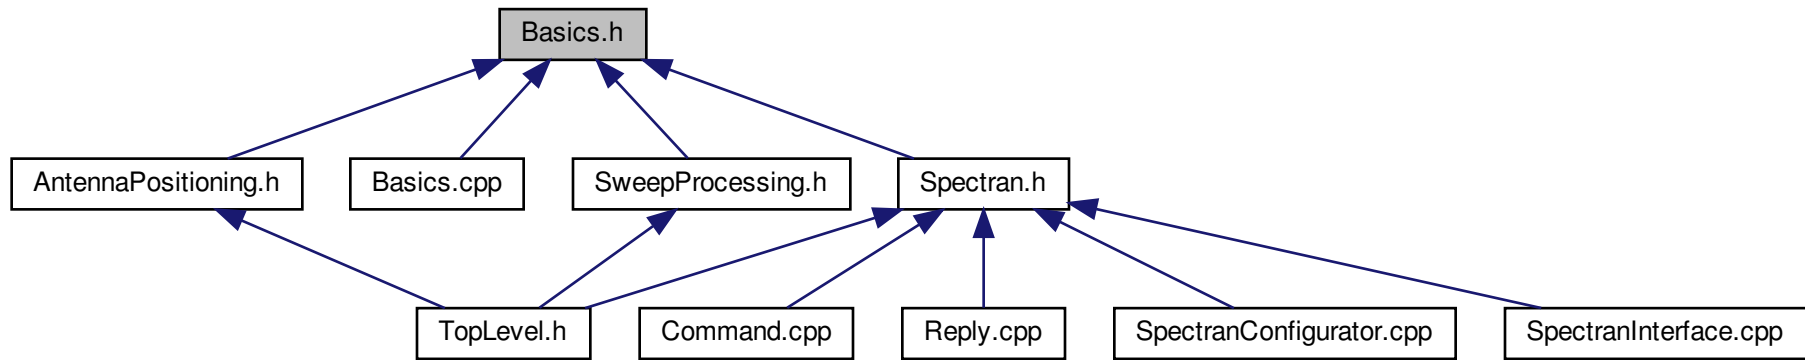 Basics.h
AntennaPositioning.h
Basics.cpp
SweepProcessing.h
Spectran.h
TopLevel.h
Command.cpp
Reply.cpp
SpectranConfigurator.cpp
SpectranInterface.cpp